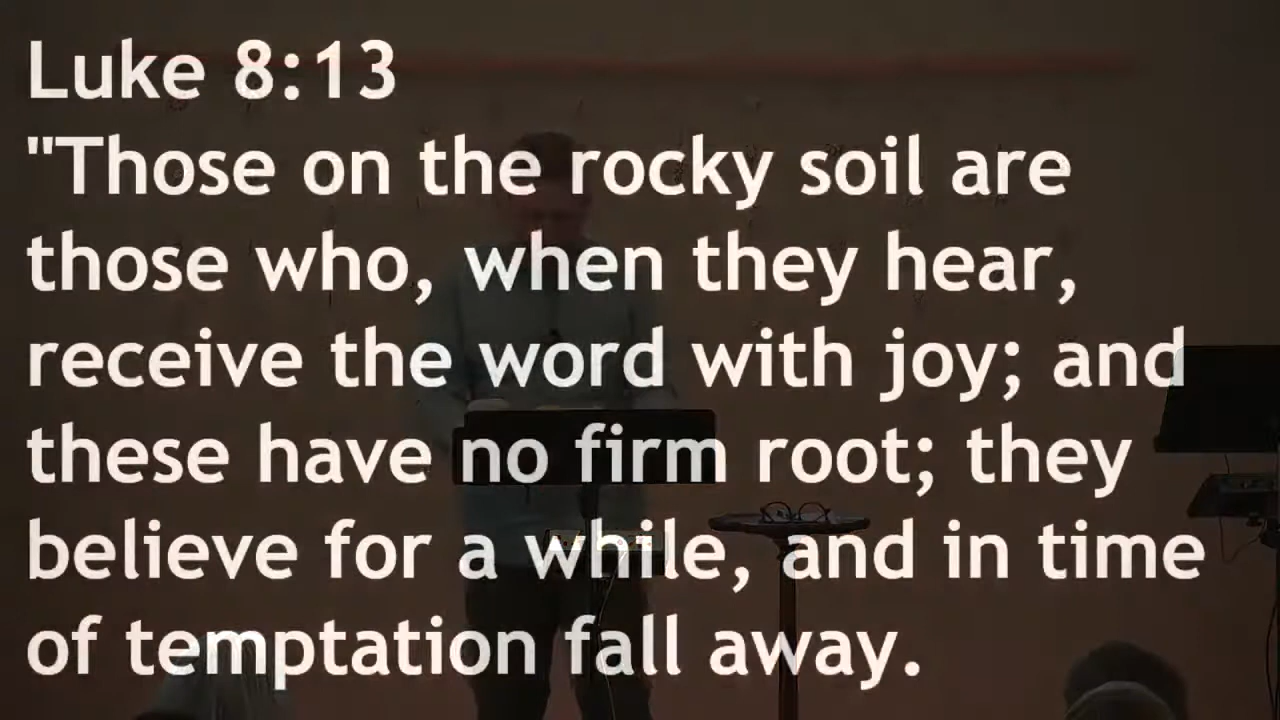 Luke 8:13
"Those on the rocky soil are
those who, when they hear,
receive the word with joy; and
these have no firm root; they
believe for a while, and in time
of temptation fall away.